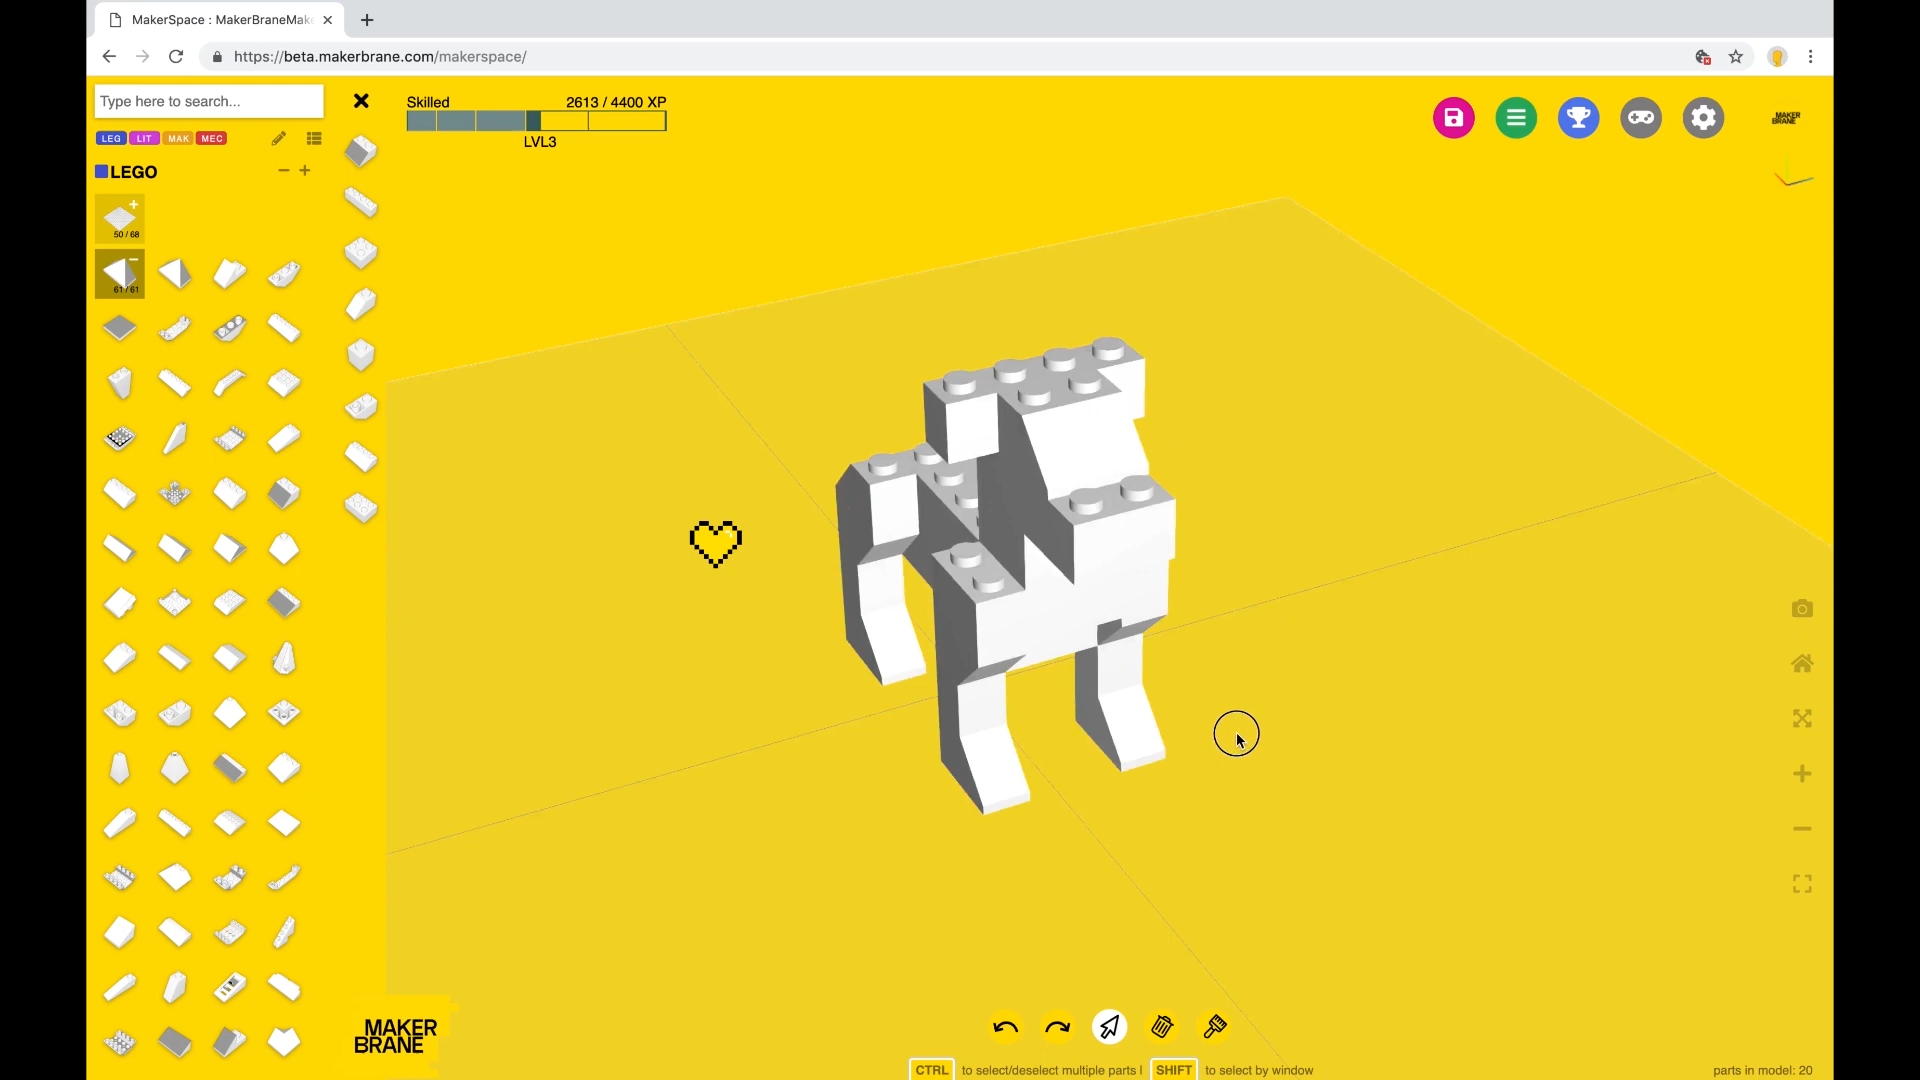 MakerSpace : MakerBraneMak
https://beta.makerbrane.com/makerspace/
Type here to search...
LEG LIT MAK MEC
LEGO
50 / 68
61 / 61
Skilled 2613 / 4400 XP
LVL3
MAKER
BRANE
MAKER
BRANE
CTRL to select/deselect multiple parts | SHIFT to select by window
parts in model: 20